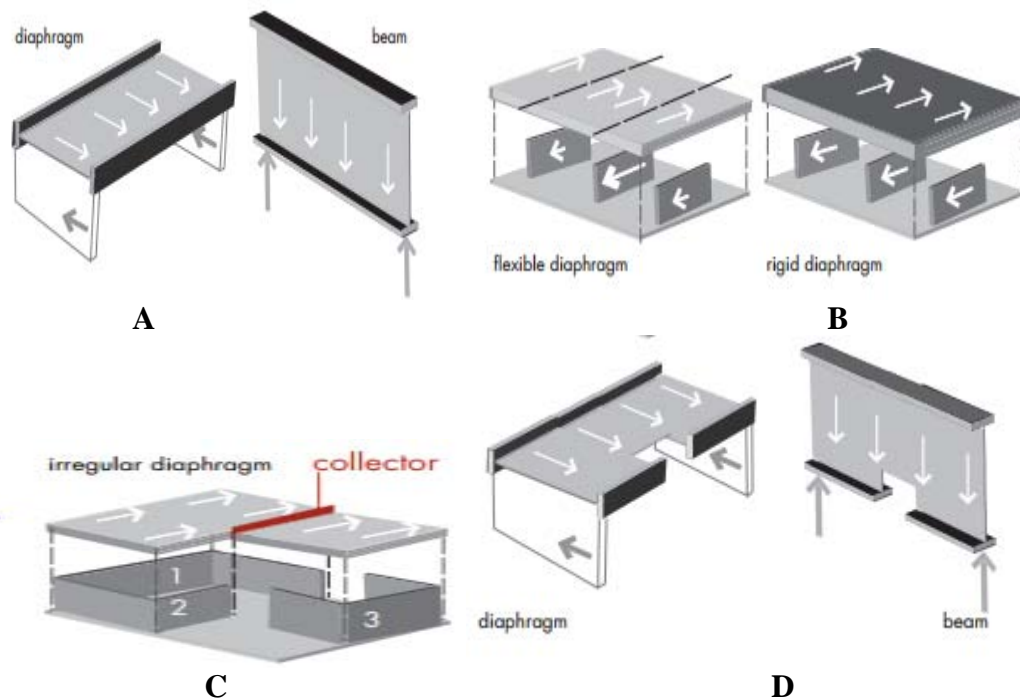 diaphragm
beam
flexible diaphragm
rigid diaphragm
A
B
irregular diaphragm
collector
1
2
3
diaphragm
beam
C
D